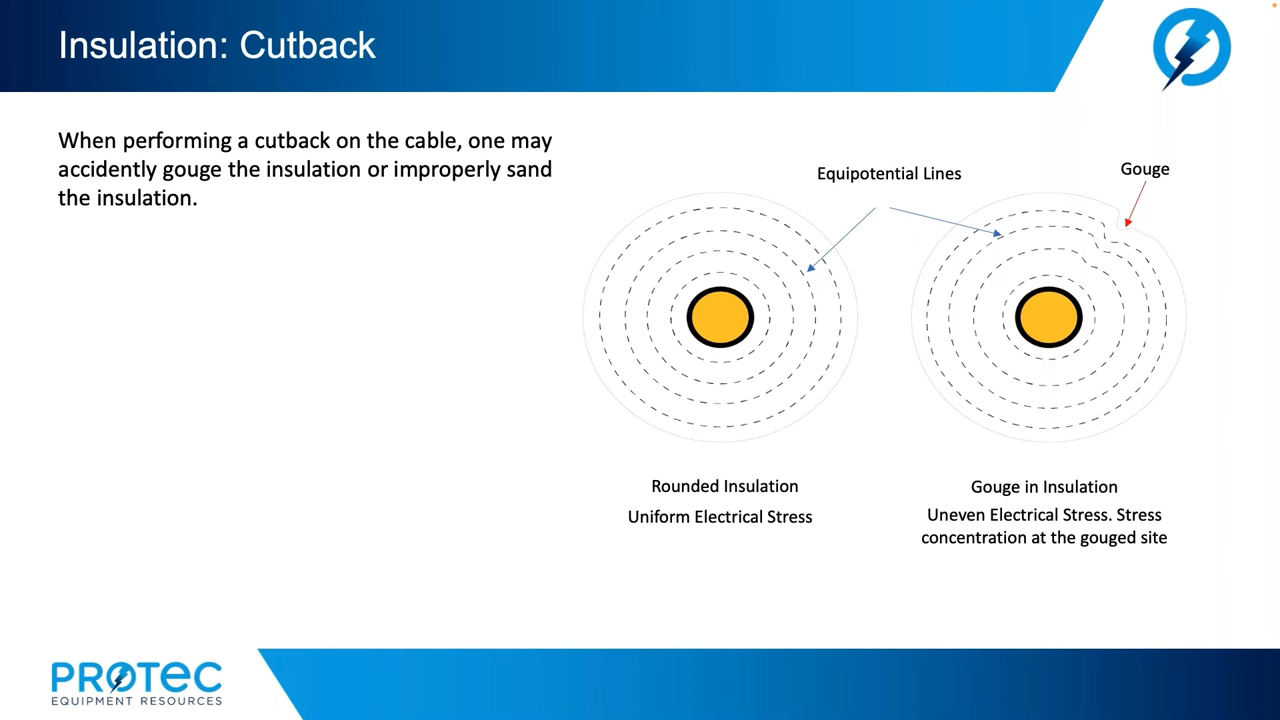 Insulation: Cutback
When performing a cutback on the cable, one may
accidently gouge the insulation or improperly sand
the insulation.
Equipotential Lines
Gouge
Rounded Insulation
Uniform Electrical Stress
Gouge in Insulation
Uneven Electrical Stress. Stress
concentration at the gouged site
PROTEC
EQUIPMENT RESOURCES